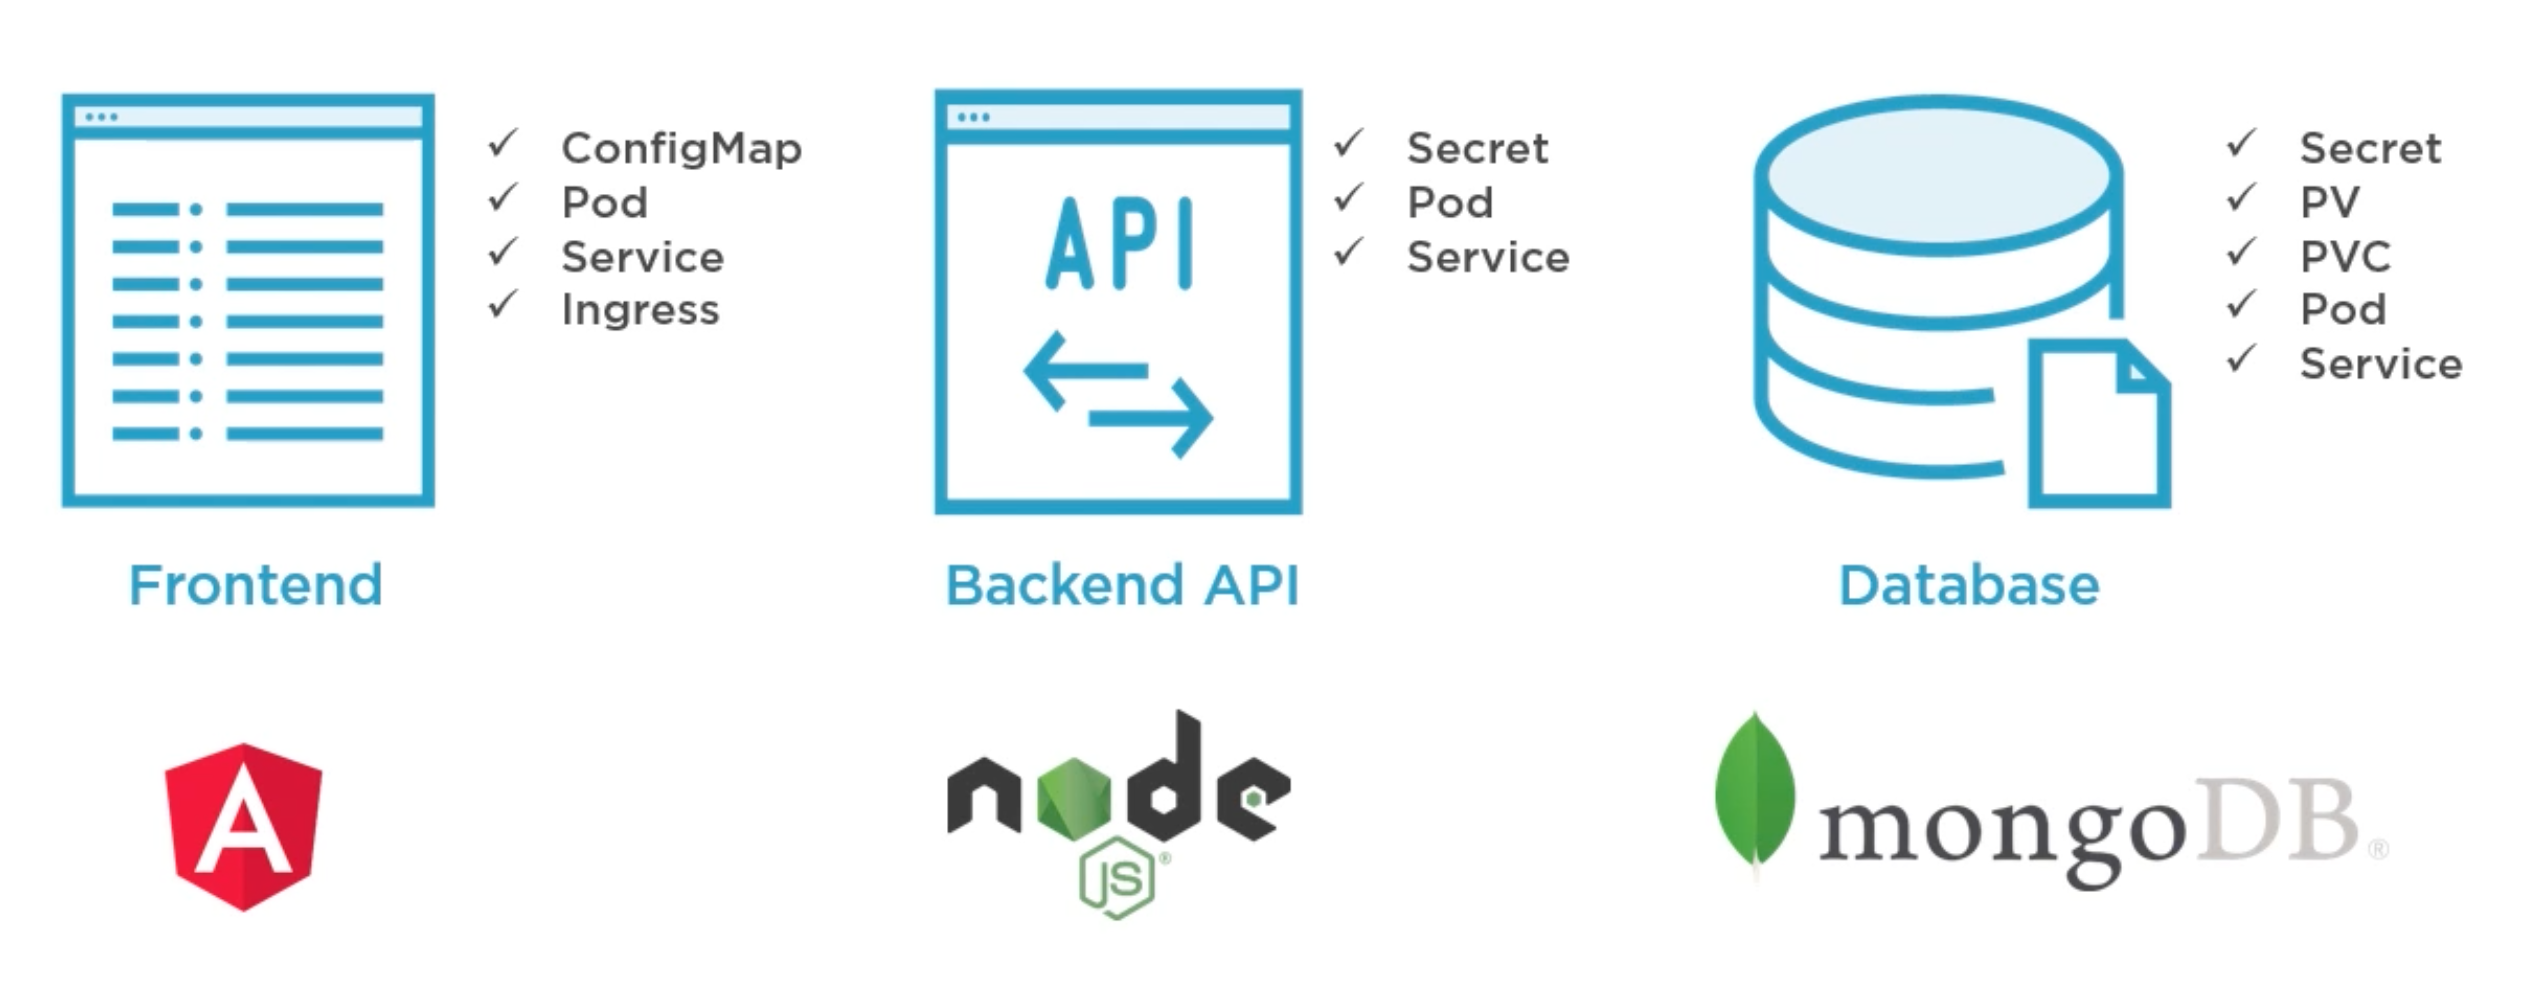 ✓ ConfigMap
✓ Pod
✓ Service
✓ Ingress
Frontend
API
✓ Secret
✓ Pod
✓ Service
Backend API
✓ Secret
✓ PV
✓ PVC
✓ Pod
✓ Service
Database
A
node
JS®
mongoDB®